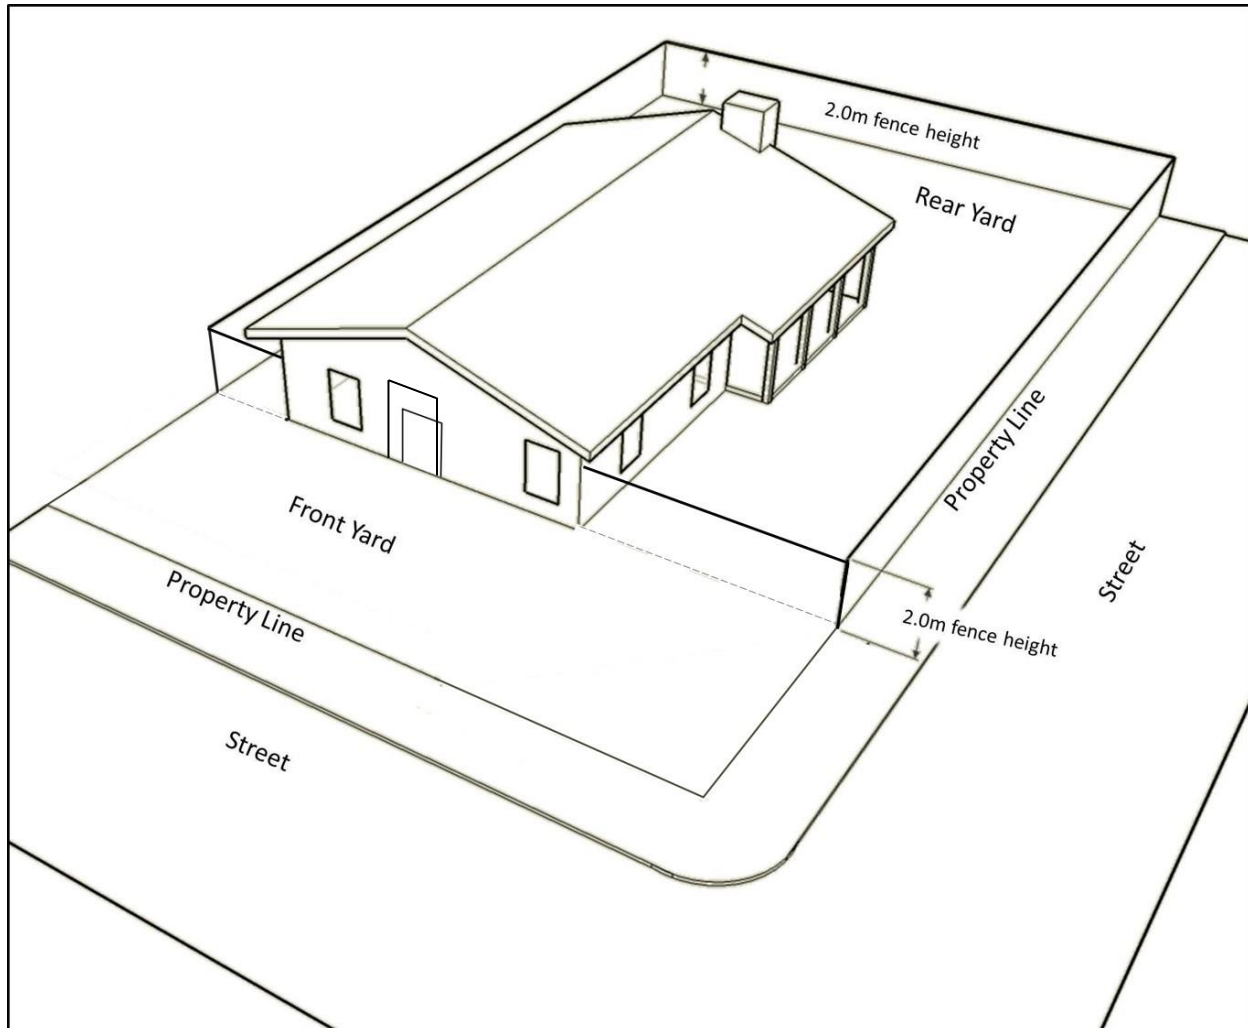 2.0m fence height
Rear Yard
Property Line
Street
2.0m fence height
Front Yard
Property Line
Street